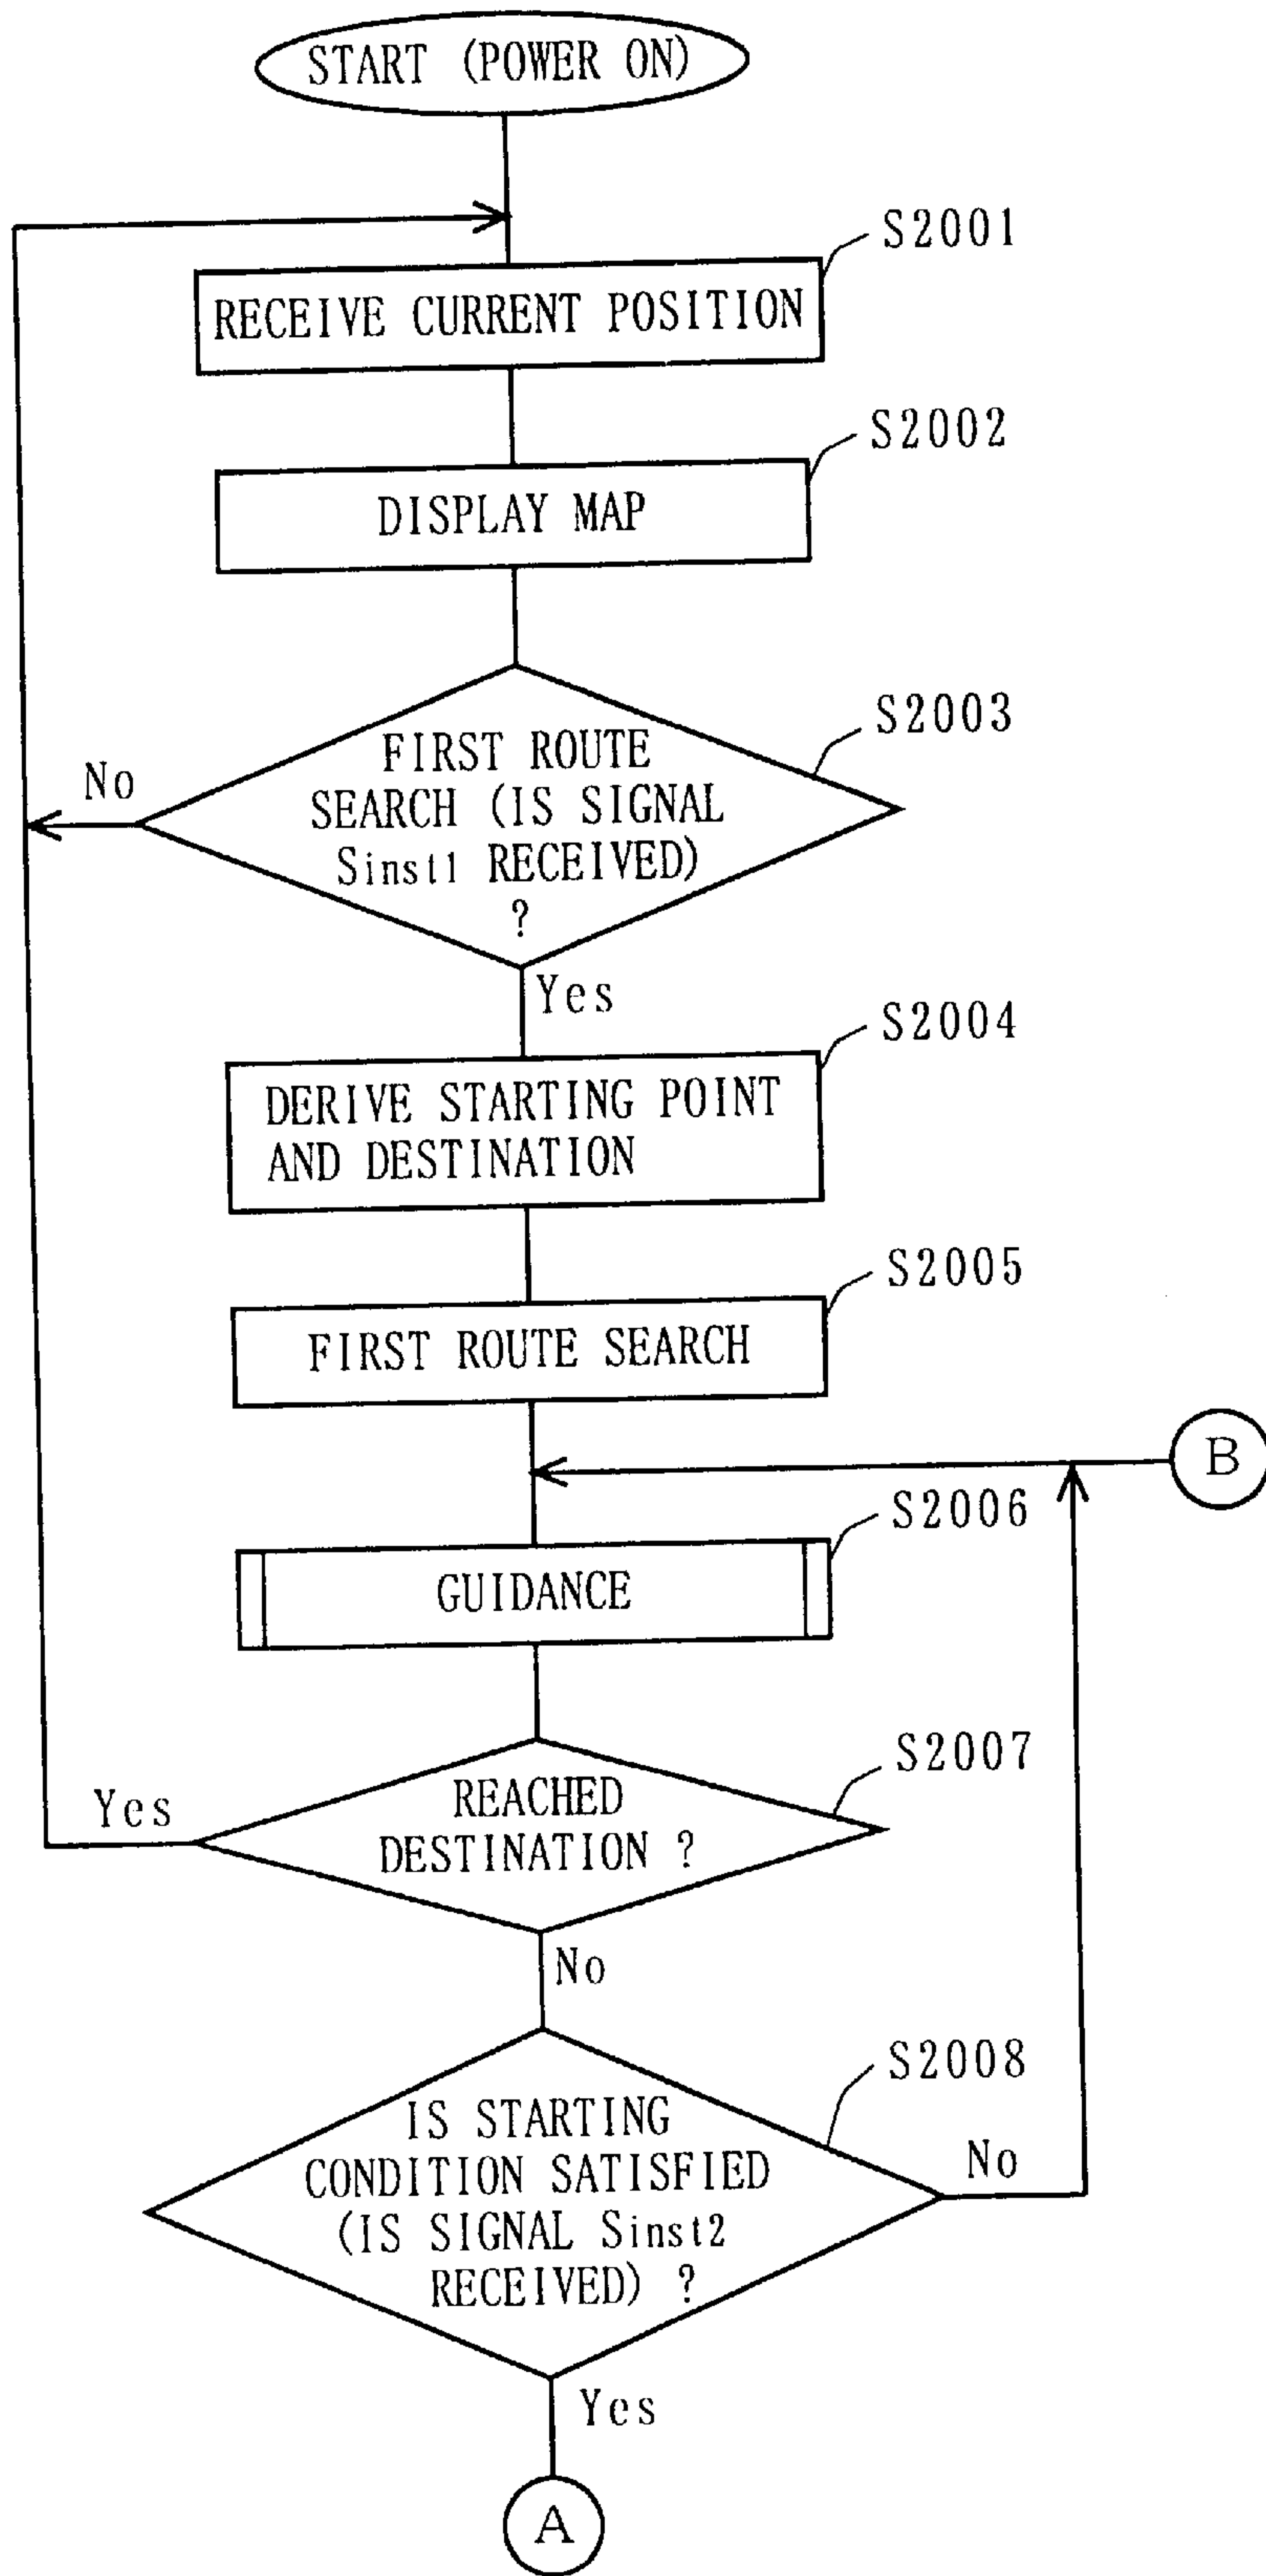 START (POWER ON)
S2001
RECEIVE CURRENT POSITION
S2002
DISPLAY MAP
S2003
FIRST ROUTE
SEARCH (IS SIGNAL
Sinst1 RECEIVED)
?
No
Yes
S2004
DERIVE STARTING POINT
AND DESTINATION
S2005
FIRST ROUTE SEARCH
B
S2006
GUIDANCE
S2007
REACHED
DESTINATION ?
Yes
No
S2008
IS STARTING
CONDITION SATISFIED
(IS SIGNAL Sinst2
RECEIVED) ?
No
Yes
A